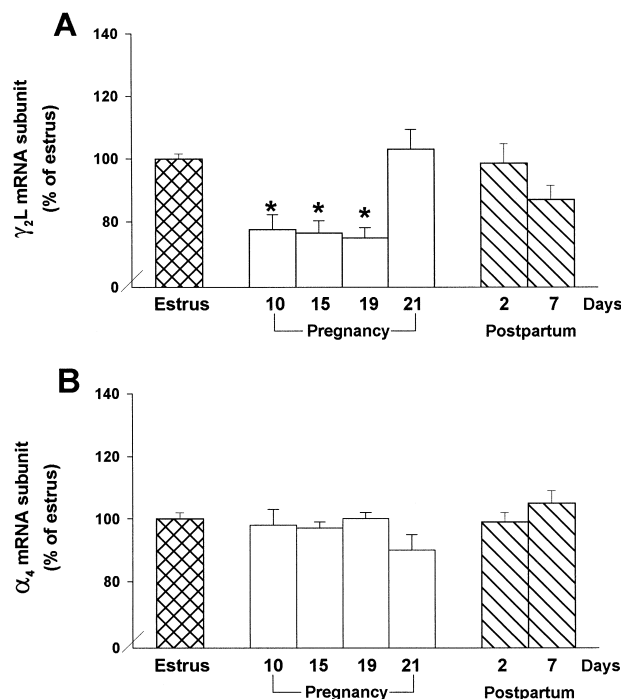 A
γ2L mRNA subunit
(% of estrus)
140
120
100
80
0
* * *
Estrus 10 15 19 21 2 7 Days
Pregnancy Postpartum
B
α4 mRNA subunit
(% of estrus)
140
120
100
80
0
Estrus 10 15 19 21 2 7 Days
Pregnancy Postpartum